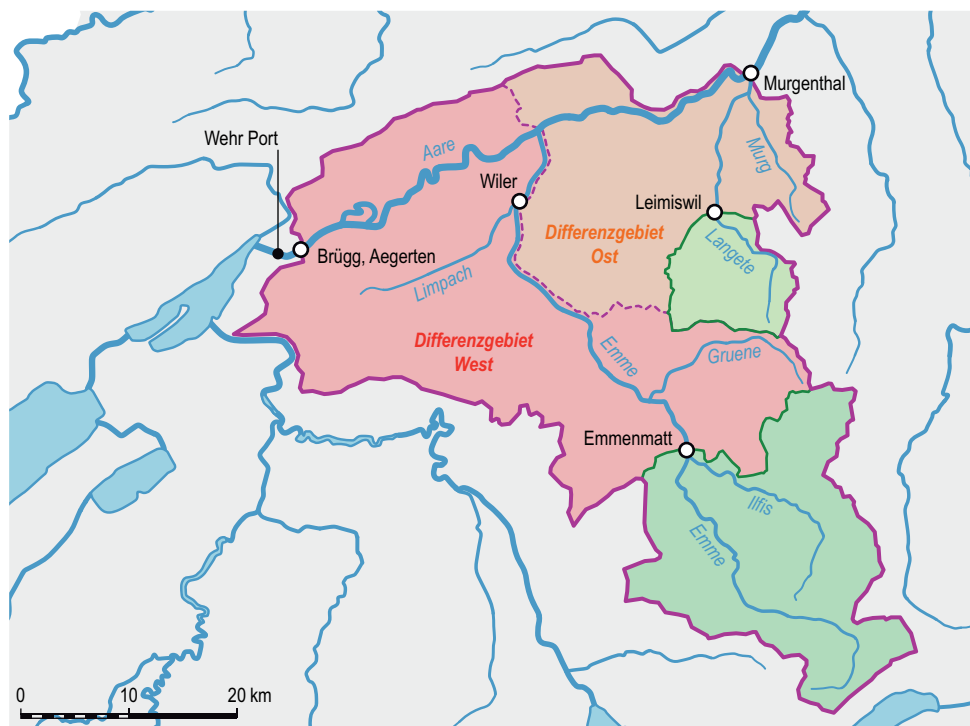 Murgenthal
Wehr Port
Aare
Murg
Wiler
Leimiswil
Differenzgebiet
Ost
Langete
Brügg, Aegerten
Limpach
Differenzgebiet
West
Emme
Gruene
Emmenmatt
Ilfis
Emme
0 10 20 km